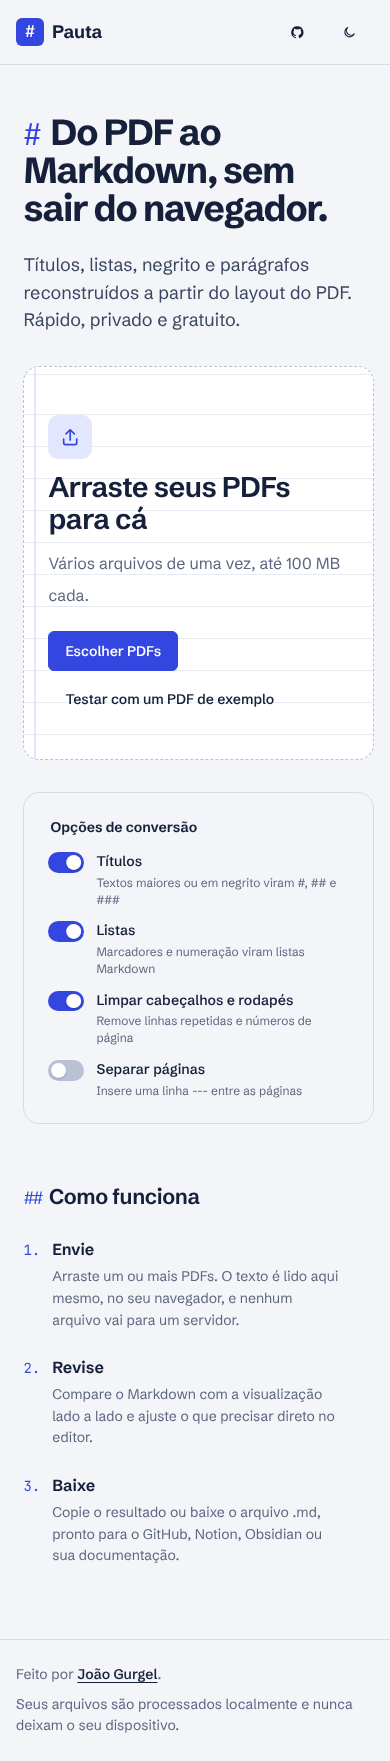 # Pauta
# Do PDF ao
Markdown, sem
sair do navegador.
Títulos, listas, negrito e parágrafos
reconstruídos a partir do layout do PDF.
Rápido, privado e gratuito.
Arraste seus PDFs
para cá
Vários arquivos de uma vez, até 100 MB
cada.
Escolher PDFs
Testar com um PDF de exemplo
Opções de conversão
Títulos
Textos maiores ou em negrito viram #, ## e
###
Listas
Marcadores e numeração viram listas
Markdown
Limpar cabeçalhos e rodapés
Remove linhas repetidas e números de
página
Separar páginas
Insere uma linha --- entre as páginas
## Como funciona
1. Envie
Arraste um ou mais PDFs. O texto é lido aqui
mesmo, no seu navegador, e nenhum
arquivo vai para um servidor.
2. Revise
Compare o Markdown com a visualização
lado a lado e ajuste o que precisar direto no
editor.
3. Baixe
Copie o resultado ou baixe o arquivo .md,
pronto para o GitHub, Notion, Obsidian ou
sua documentação.
Feito por João Gurgel.
Seus arquivos são processados localmente e nunca
deixam o seu dispositivo.